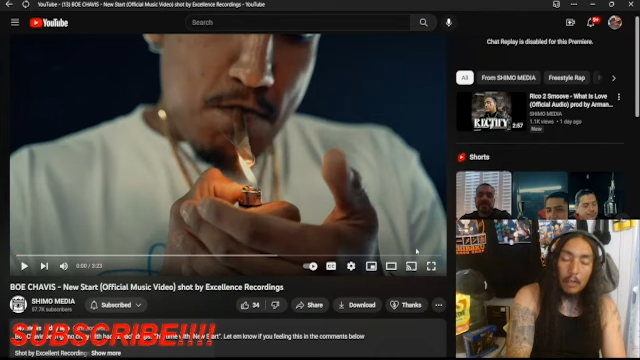 YouTube - (13) BOE CHAVIS - New Start (Official Music Video) shot by Excellence Recordings - YouTube
YouTube
Search
9+
Chat Replay is disabled for this Premiere.
All
From SHIMO MEDIA
Freestyle Rap
Rico 2 Smoove - What Is Love
(Official Audio) prod by Arman...
SHIMO MEDIA
1.1K views • 1 day ago
New
2:57
Shorts
0:00 / 3:23
BOE CHAVIS - New Start (Official Music Video) shot by Excellence Recordings
SHIMO MEDIA
57.7K subscribers
Subscribed
34
Share
Download
Thanks
SUBSCRIBE!!!!
Let em know if you feeling this in the comments below
Shot by Excellent Recording
Show more